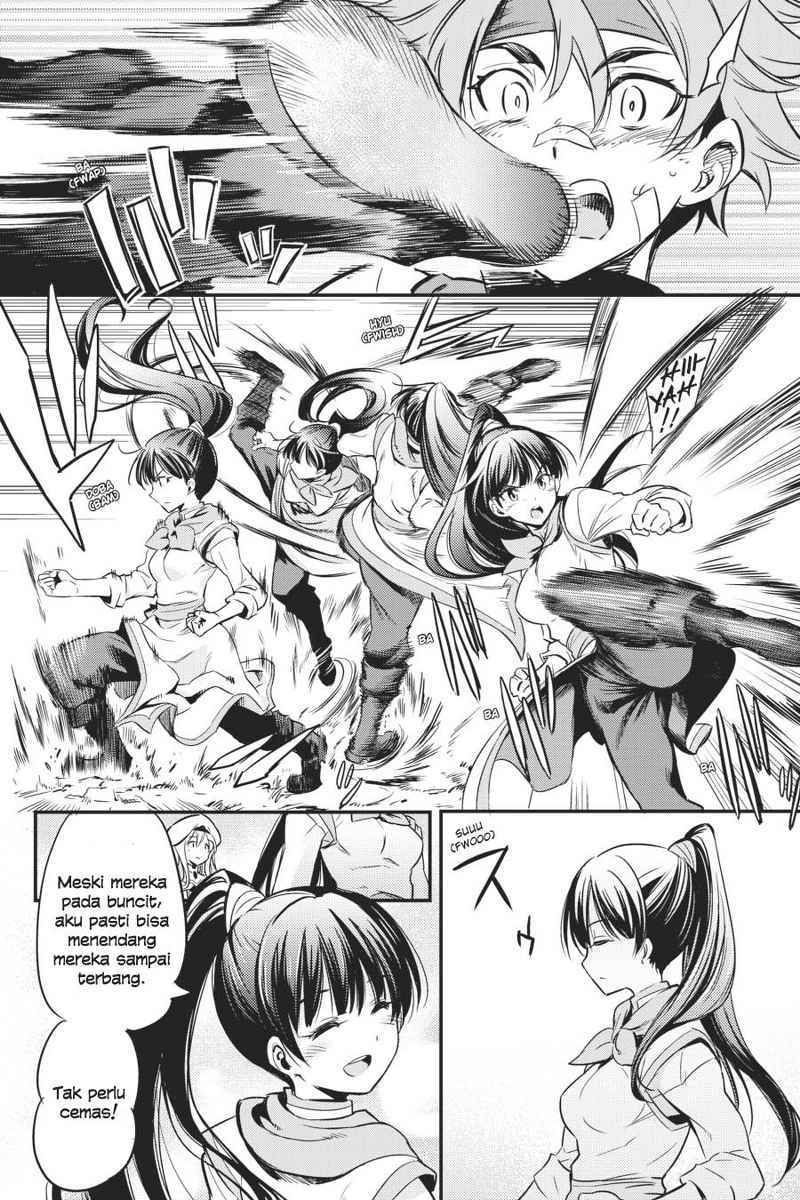 BA
(FWAP)
HYU
(FWISH)
HIII
YAH
!!
DOBA
(BAM)
BA
BA
BA
SUUU
(FWOOO)
ス
Meski mereka
pada buncit,
aku pasti bisa
menendang
mereka sampai
terbang.
Tak perlu
cemas!